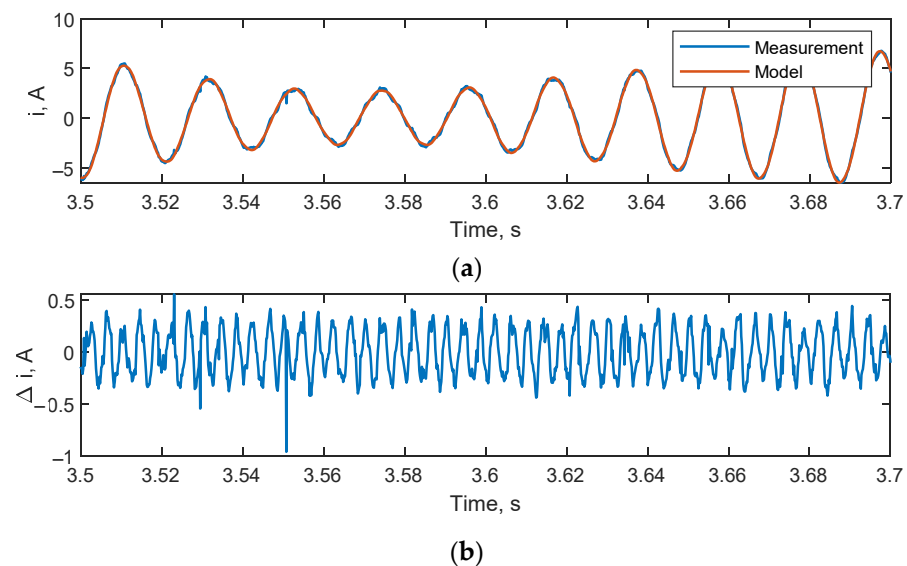 10
5
0
−5
i, A
Measurement
Model
3.5 3.52 3.54 3.56 3.58 3.6 3.62 3.64 3.66 3.68 3.7
Time, s
(a)
0.5
0
−0.5
−1
Δ i, A
3.5 3.52 3.54 3.56 3.58 3.6 3.62 3.64 3.66 3.68 3.7
Time, s
(b)